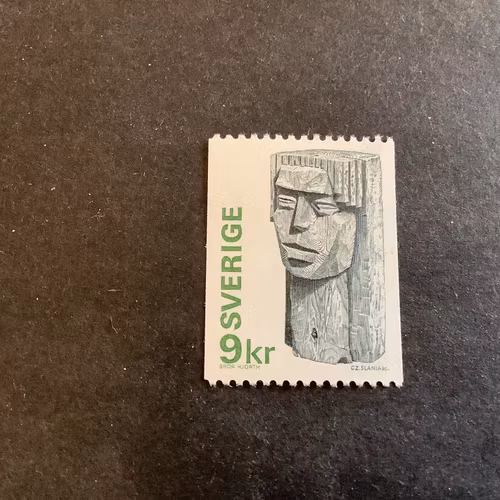 SVERIGE
9kr
BROR HJORTH
CZ.SLANIA sc.